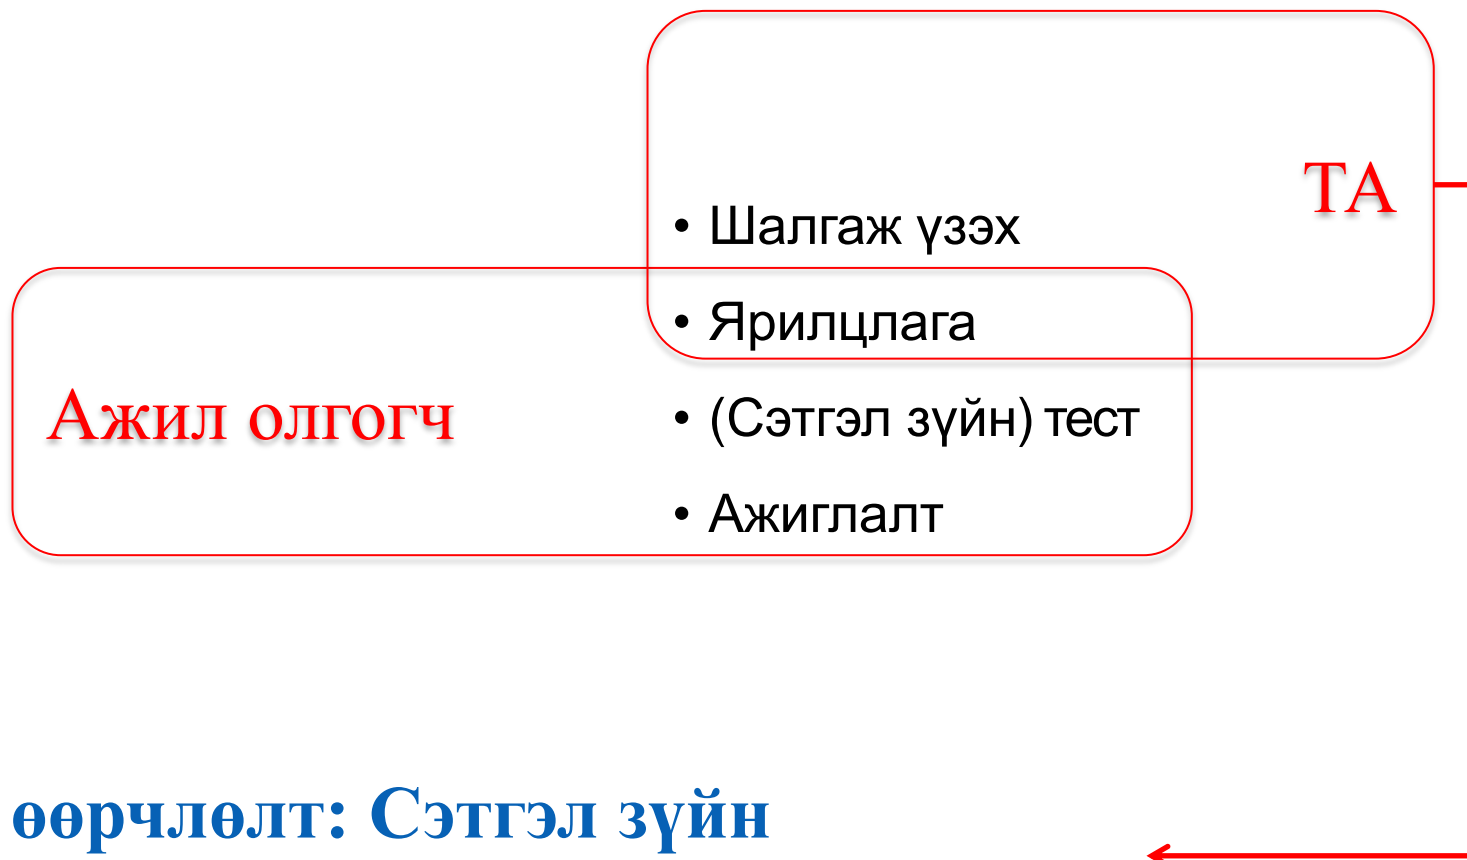 ТА
• Шалгаж үзэх
• Ярилцлага
Ажил олгогч
• (Сэтгэл зүйн) тест
• Ажиглалт
өөрчлөлт: Сэтгэл зүйн